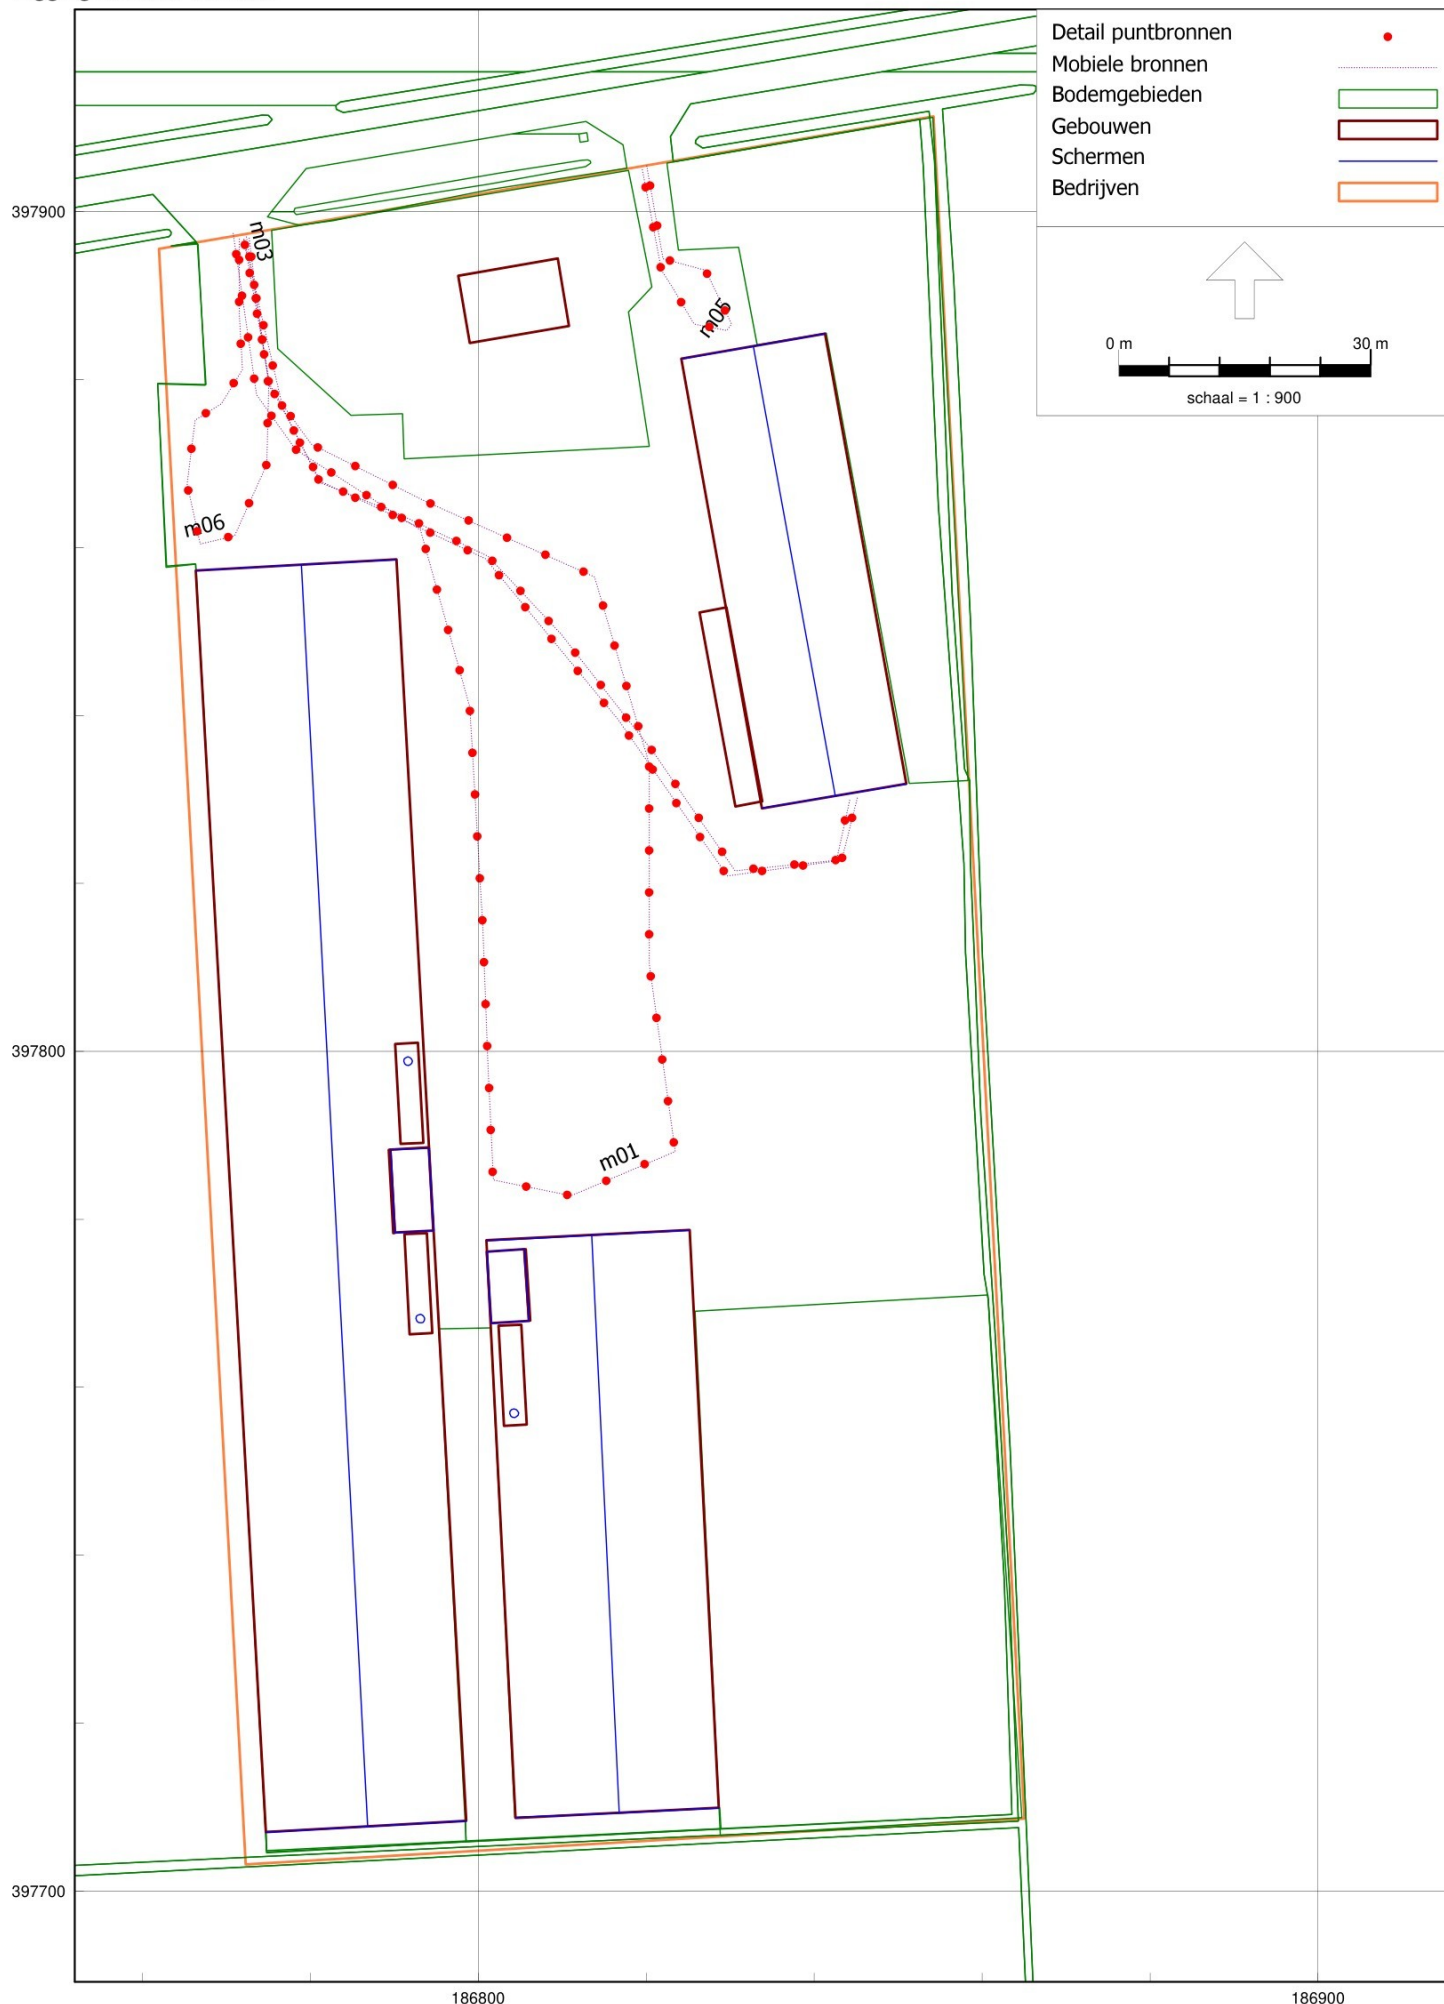 Detail puntbronnen
Mobiele bronnen
Bodemgebieden
Gebouwen
Schermen
Bedrijven
0 m 30 m
schaal = 1 : 900
397900
m03
m05
m06
397800
m01
397700
186800 186900